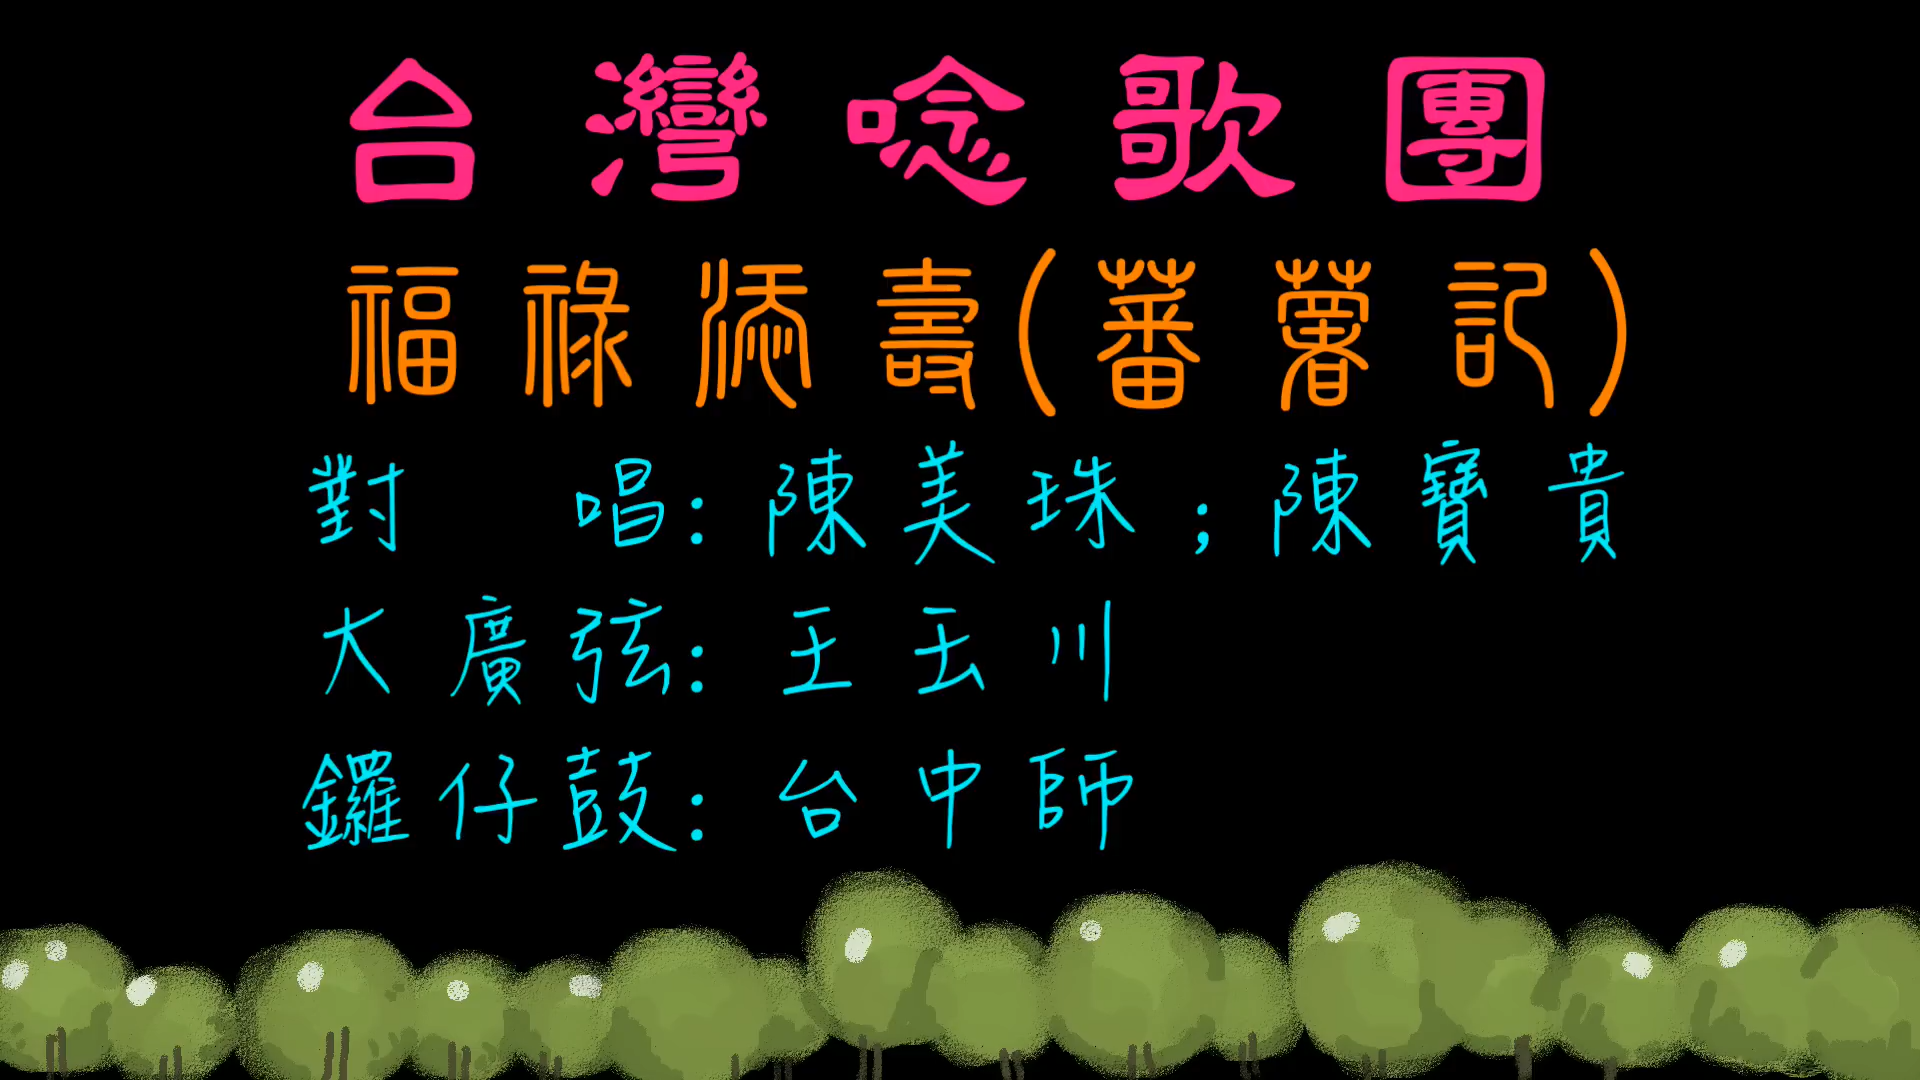 台灣唸歌團
福祿添壽(蕃薯記)
對 唱:陳美珠;陳寶貴
大廣弦:王玉川
鑼仔鼓:台中師